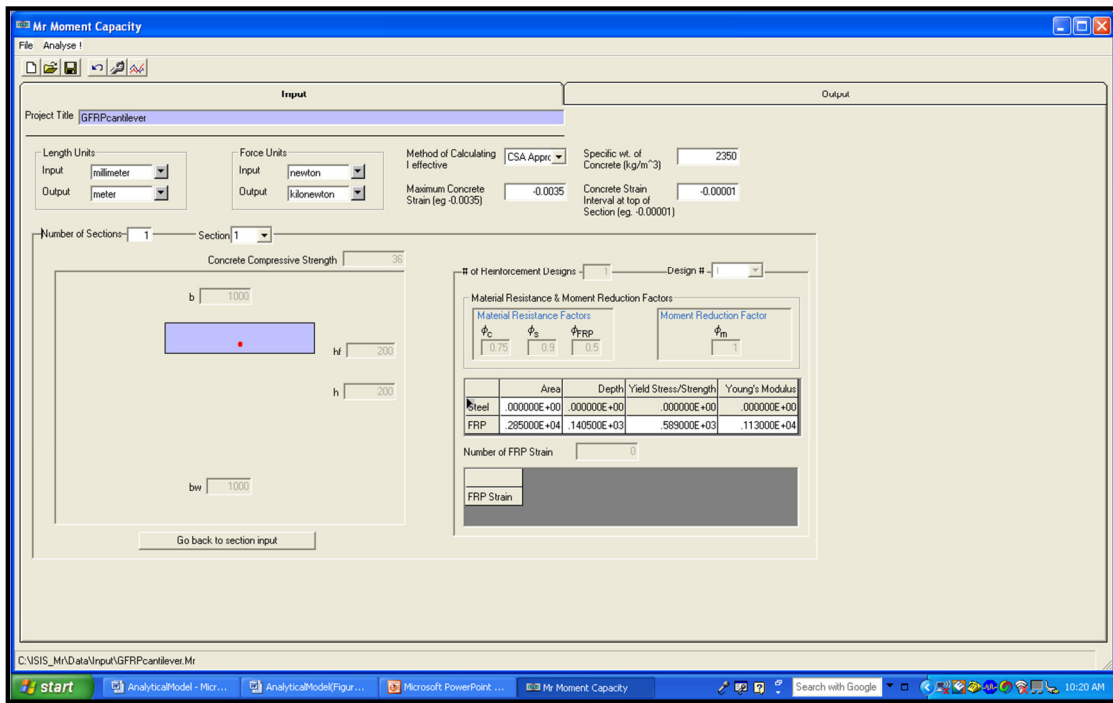 Mr Moment Capacity
File Analyse !
Input Output
Project Title GFRPcantilever
Length Units
Input millimeter
Output meter
Force Units
Input newton
Output kilonewton
Method of Calculating I effective CSA Apprc
Maximum Concrete Strain (eg -0.0035) -0.0035
Specific wt. of Concrete (kg/m^3) 2350
Concrete Strain Interval at top of Section (eg. -0.00001) -0.00001
Number of Sections 1 Section 1
Concrete Compressive Strength 36
b 1000
hf 200
h 200
bw 1000
Go back to section input
# of Reinforcement Designs 1 Design # 1
Material Resistance & Moment Reduction Factors
Material Resistance Factors
ϕc ϕs ϕFRP
0.75 0.9 0.5
Moment Reduction Factor
ϕm
1
Area Depth Yield Stress/Strength Young's Modulus
Steel .000000E+00 .000000E+00 .000000E+00 .000000E+00
FRP .285000E+04 .140500E+03 .589000E+03 .113000E+04
Number of FRP Strain 0
FRP Strain
C:\ISIS_Mr\Data\Input\GFRPcantilever.Mr
start AnalyticalModel - Micr... AnalyticalModel(Figur... Microsoft PowerPoint ... Mr Moment Capacity Search with Google 10:20 AM